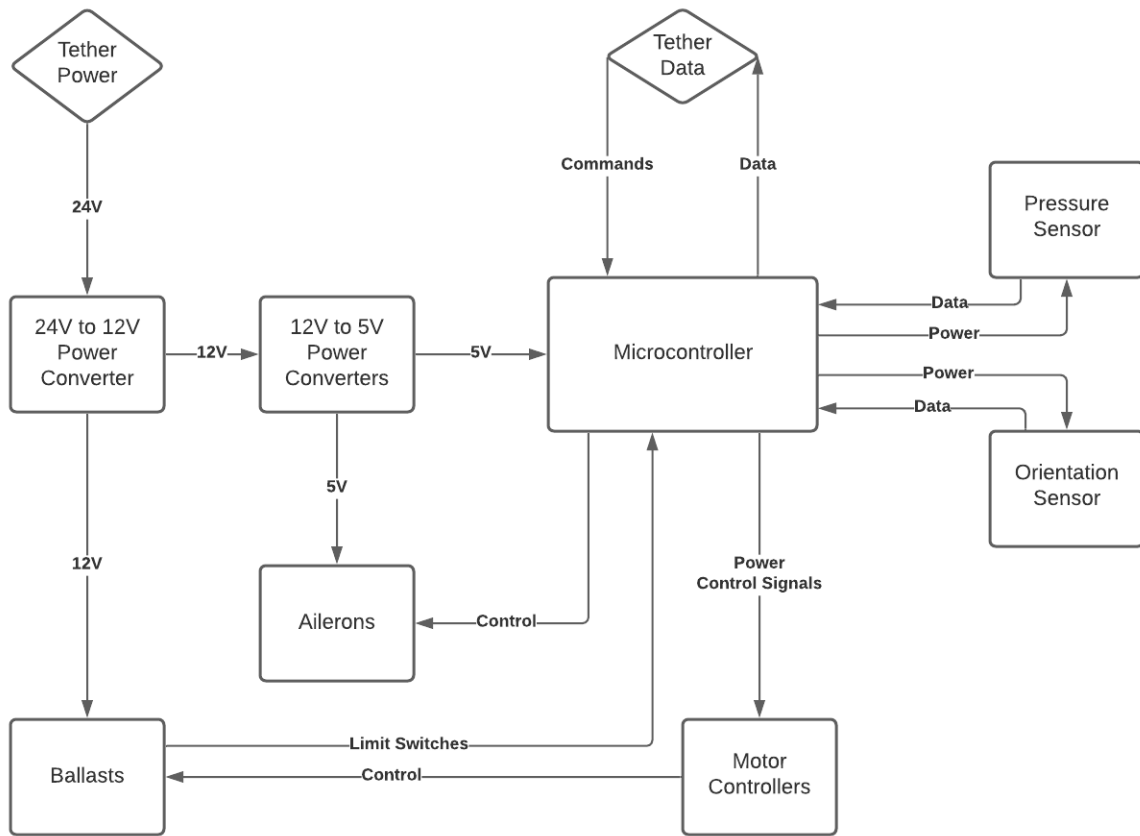 Tether
Power
Tether
Data
Commands
Data
24V
Pressure
Sensor
Data
Power
24V to 12V
Power
Converter
12V
12V to 5V
Power
Converters
5V
Microcontroller
Power
Data
Orientation
Sensor
5V
12V
Power
Control Signals
Ailerons
Control
Ballasts
Limit Switches
Control
Motor
Controllers